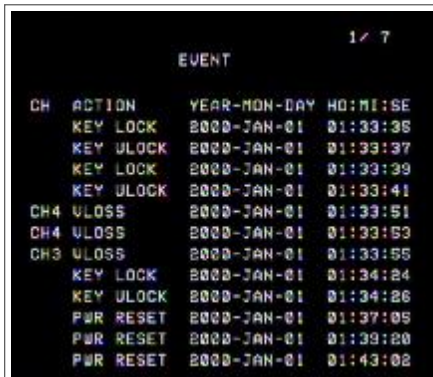 1/ 7
EVENT
CH ACTION YEAR-MON-DAY HO:MI:SE
KEY LOCK 2000-JAN-01 01:33:35
KEY ULOCK 2000-JAN-01 01:33:37
KEY LOCK 2000-JAN-01 01:33:39
KEY ULOCK 2000-JAN-01 01:33:41
CH4 VLOSS 2000-JAN-01 01:33:51
CH4 VLOSS 2000-JAN-01 01:33:53
CH3 VLOSS 2000-JAN-01 01:33:55
KEY LOCK 2000-JAN-01 01:34:24
KEY ULOCK 2000-JAN-01 01:34:26
PWR RESET 2000-JAN-01 01:37:05
PWR RESET 2000-JAN-01 01:39:20
PWR RESET 2000-JAN-01 01:43:02